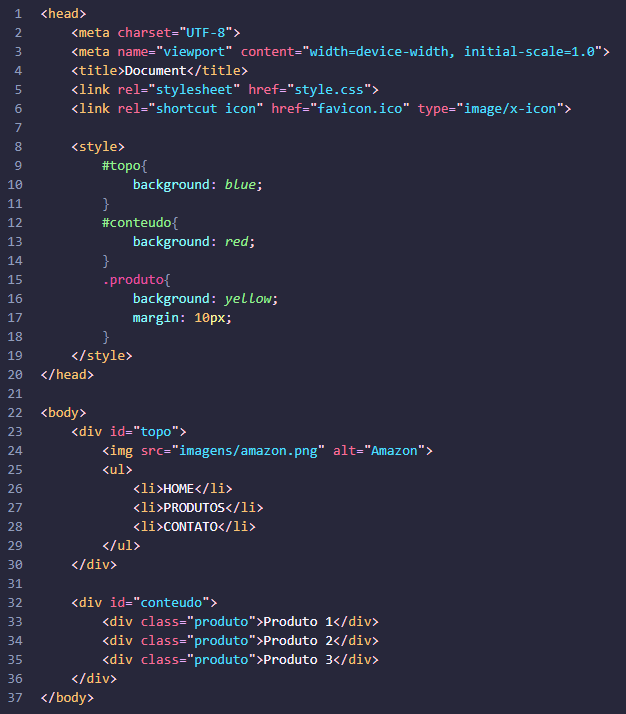 1 <head>
2     <meta charset="UTF-8">
3     <meta name="viewport" content="width=device-width, initial-scale=1.0">
4     <title>Document</title>
5     <link rel="stylesheet" href="style.css">
6     <link rel="shortcut icon" href="favicon.ico" type="image/x-icon">
7
8     <style>
9         #topo{
10             background: blue;
11         }
12         #conteudo{
13             background: red;
14         }
15         .produto{
16             background: yellow;
17             margin: 10px;
18         }
19     </style>
20 </head>
21
22 <body>
23     <div id="topo">
24         <img src="imagens/amazon.png" alt="Amazon">
25         <ul>
26             <li>HOME</li>
27             <li>PRODUTOS</li>
28             <li>CONTATO</li>
29         </ul>
30     </div>
31
32     <div id="conteudo">
33         <div class="produto">Produto 1</div>
34         <div class="produto">Produto 2</div>
35         <div class="produto">Produto 3</div>
36     </div>
37 </body>